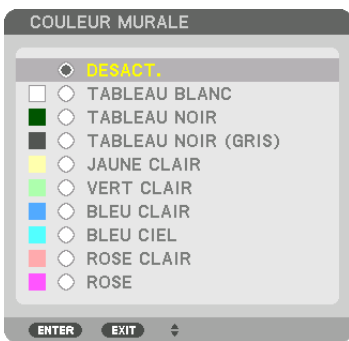 COULEUR MURALE
DESACT.
TABLEAU BLANC
TABLEAU NOIR
TABLEAU NOIR (GRIS)
JAUNE CLAIR
VERT CLAIR
BLEU CLAIR
BLEU CIEL
ROSE CLAIR
ROSE
ENTER EXIT